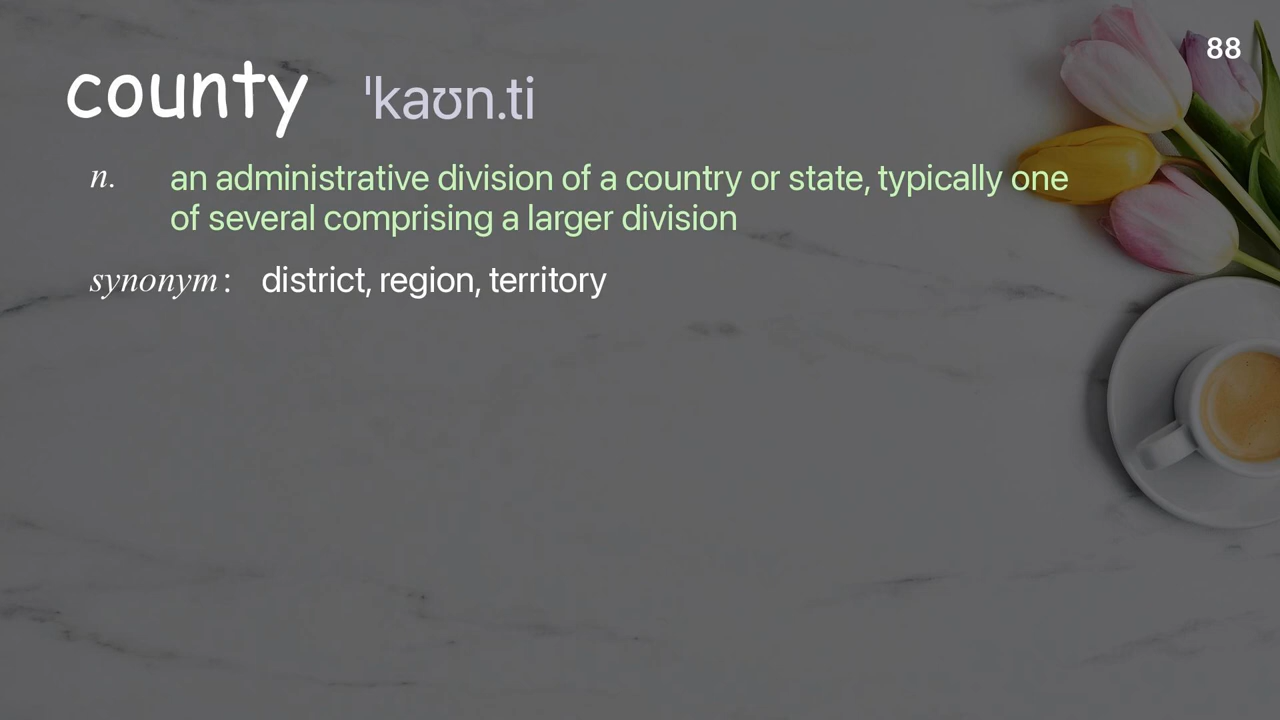 88
county ˈkaʊn.ti
n. an administrative division of a country or state, typically one
of several comprising a larger division
synonym: district, region, territory